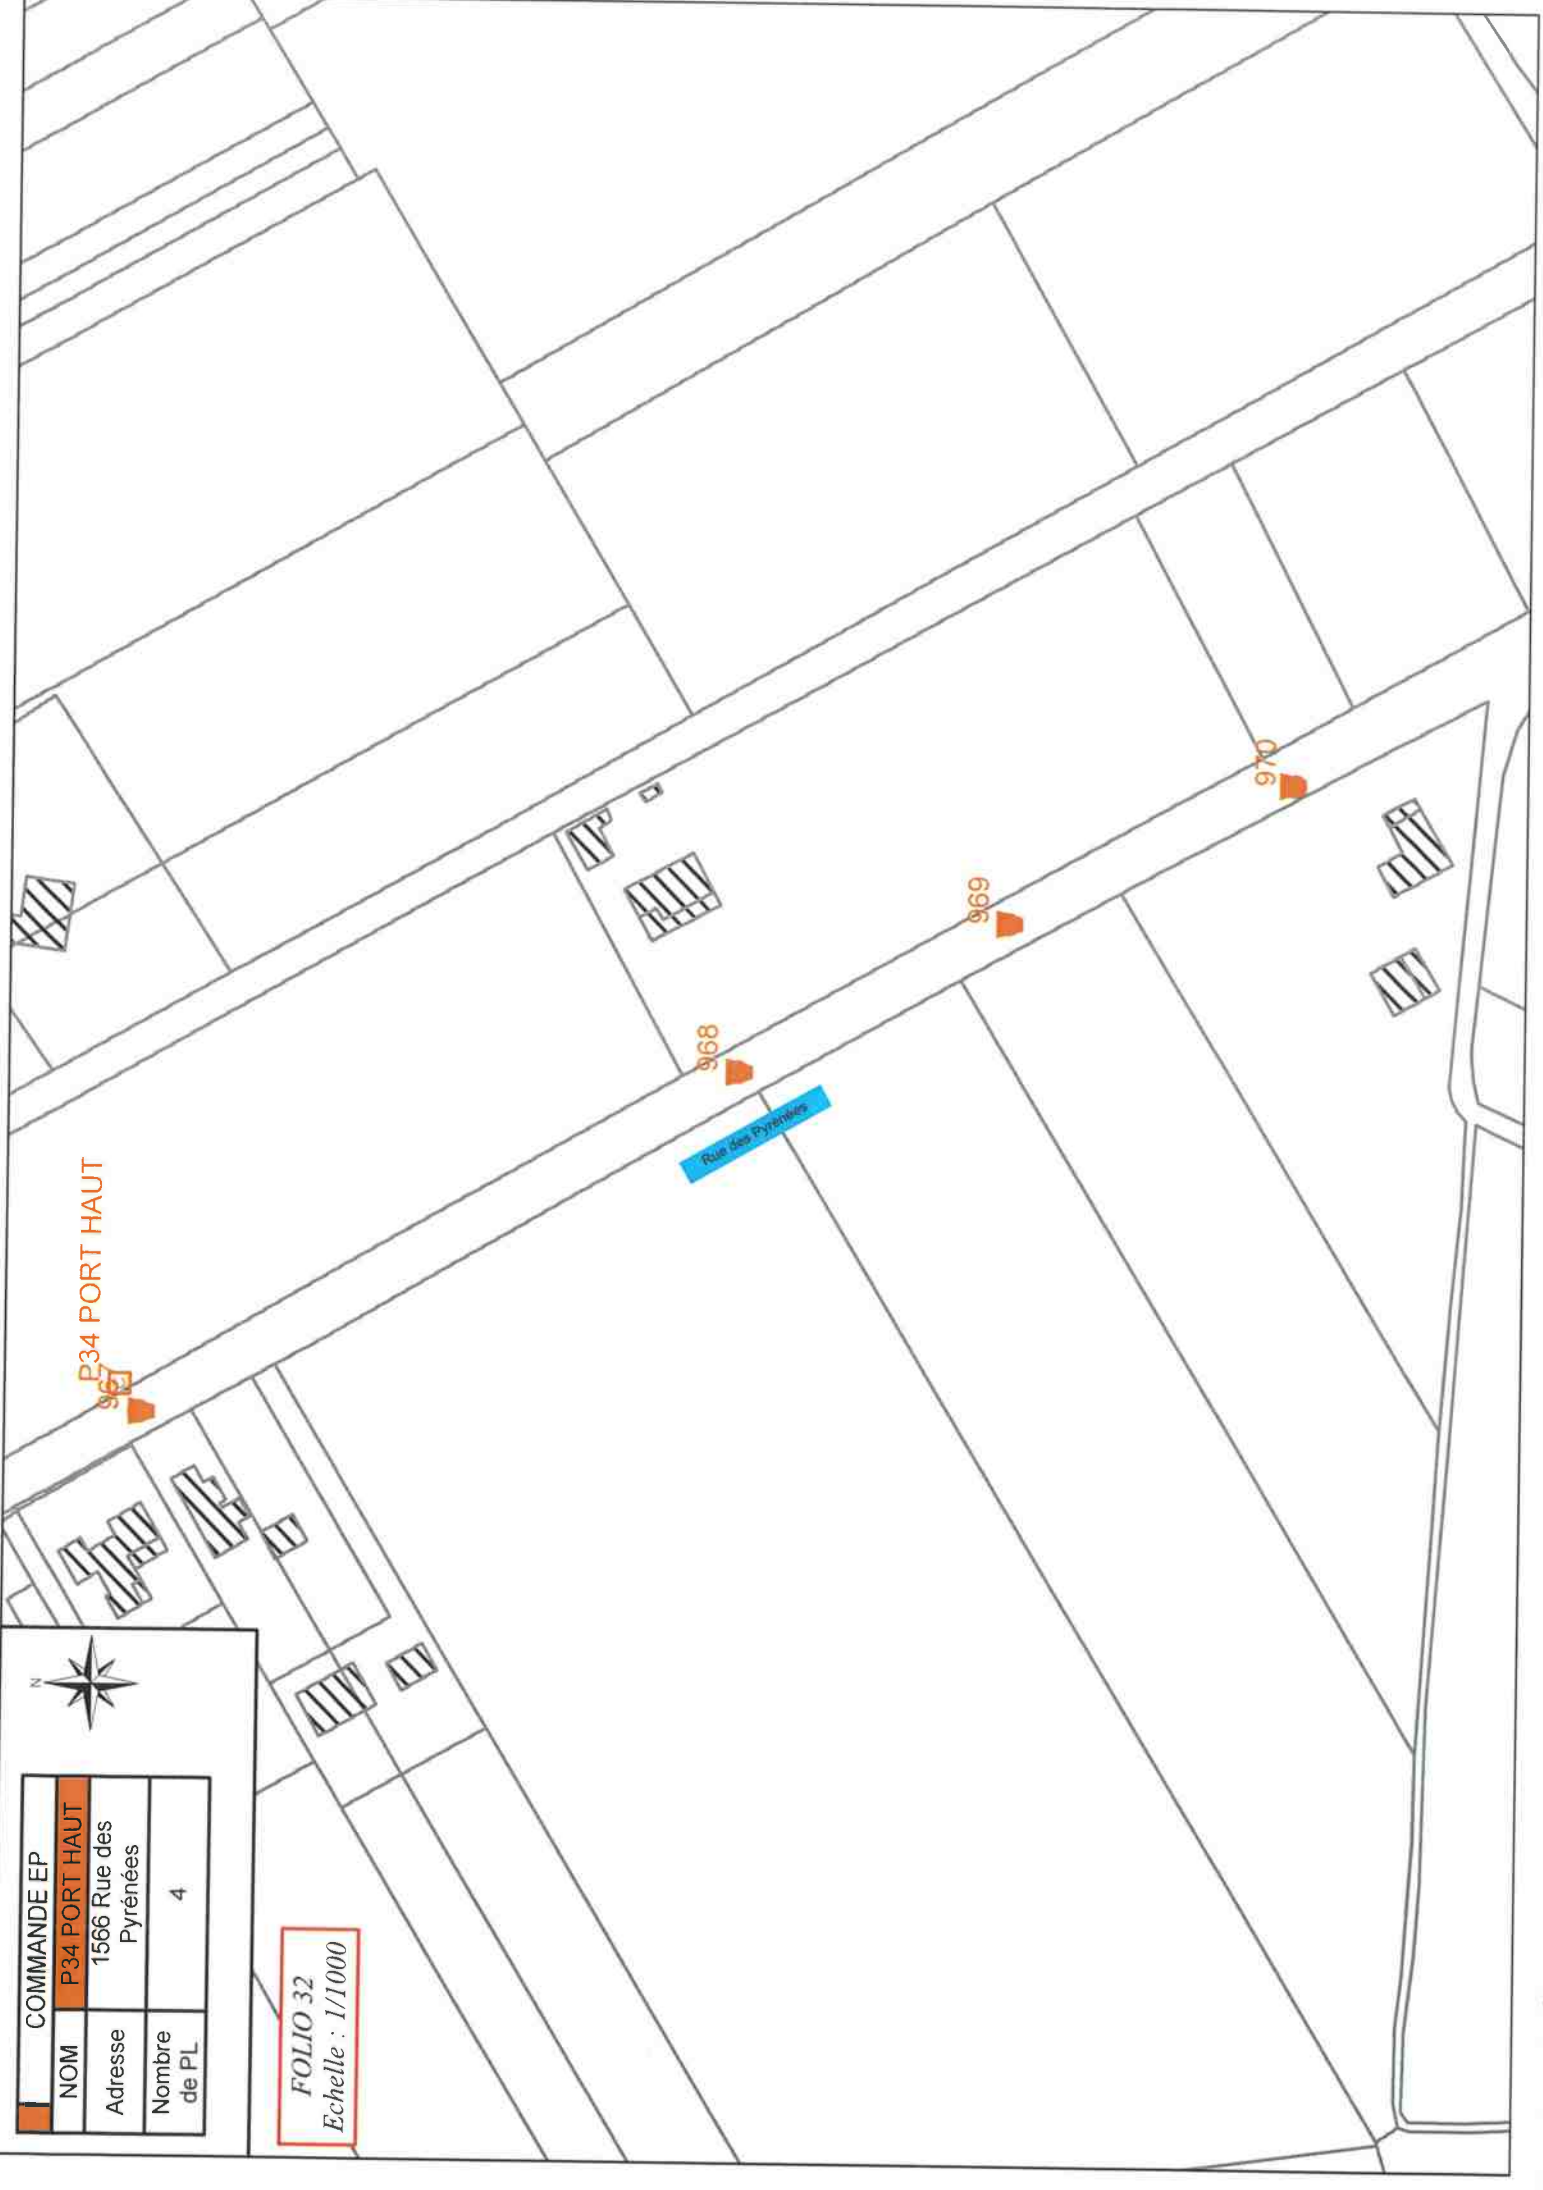 COMMANDE EP
NOM
P34 PORT HAUT
Adresse
1566 Rue des
Pyrénées
Nombre
de PL
4
N
FOLIO 32
Echelle : 1/1000
P34 PORT HAUT
967
968
Rue des Pyrénées
969
970